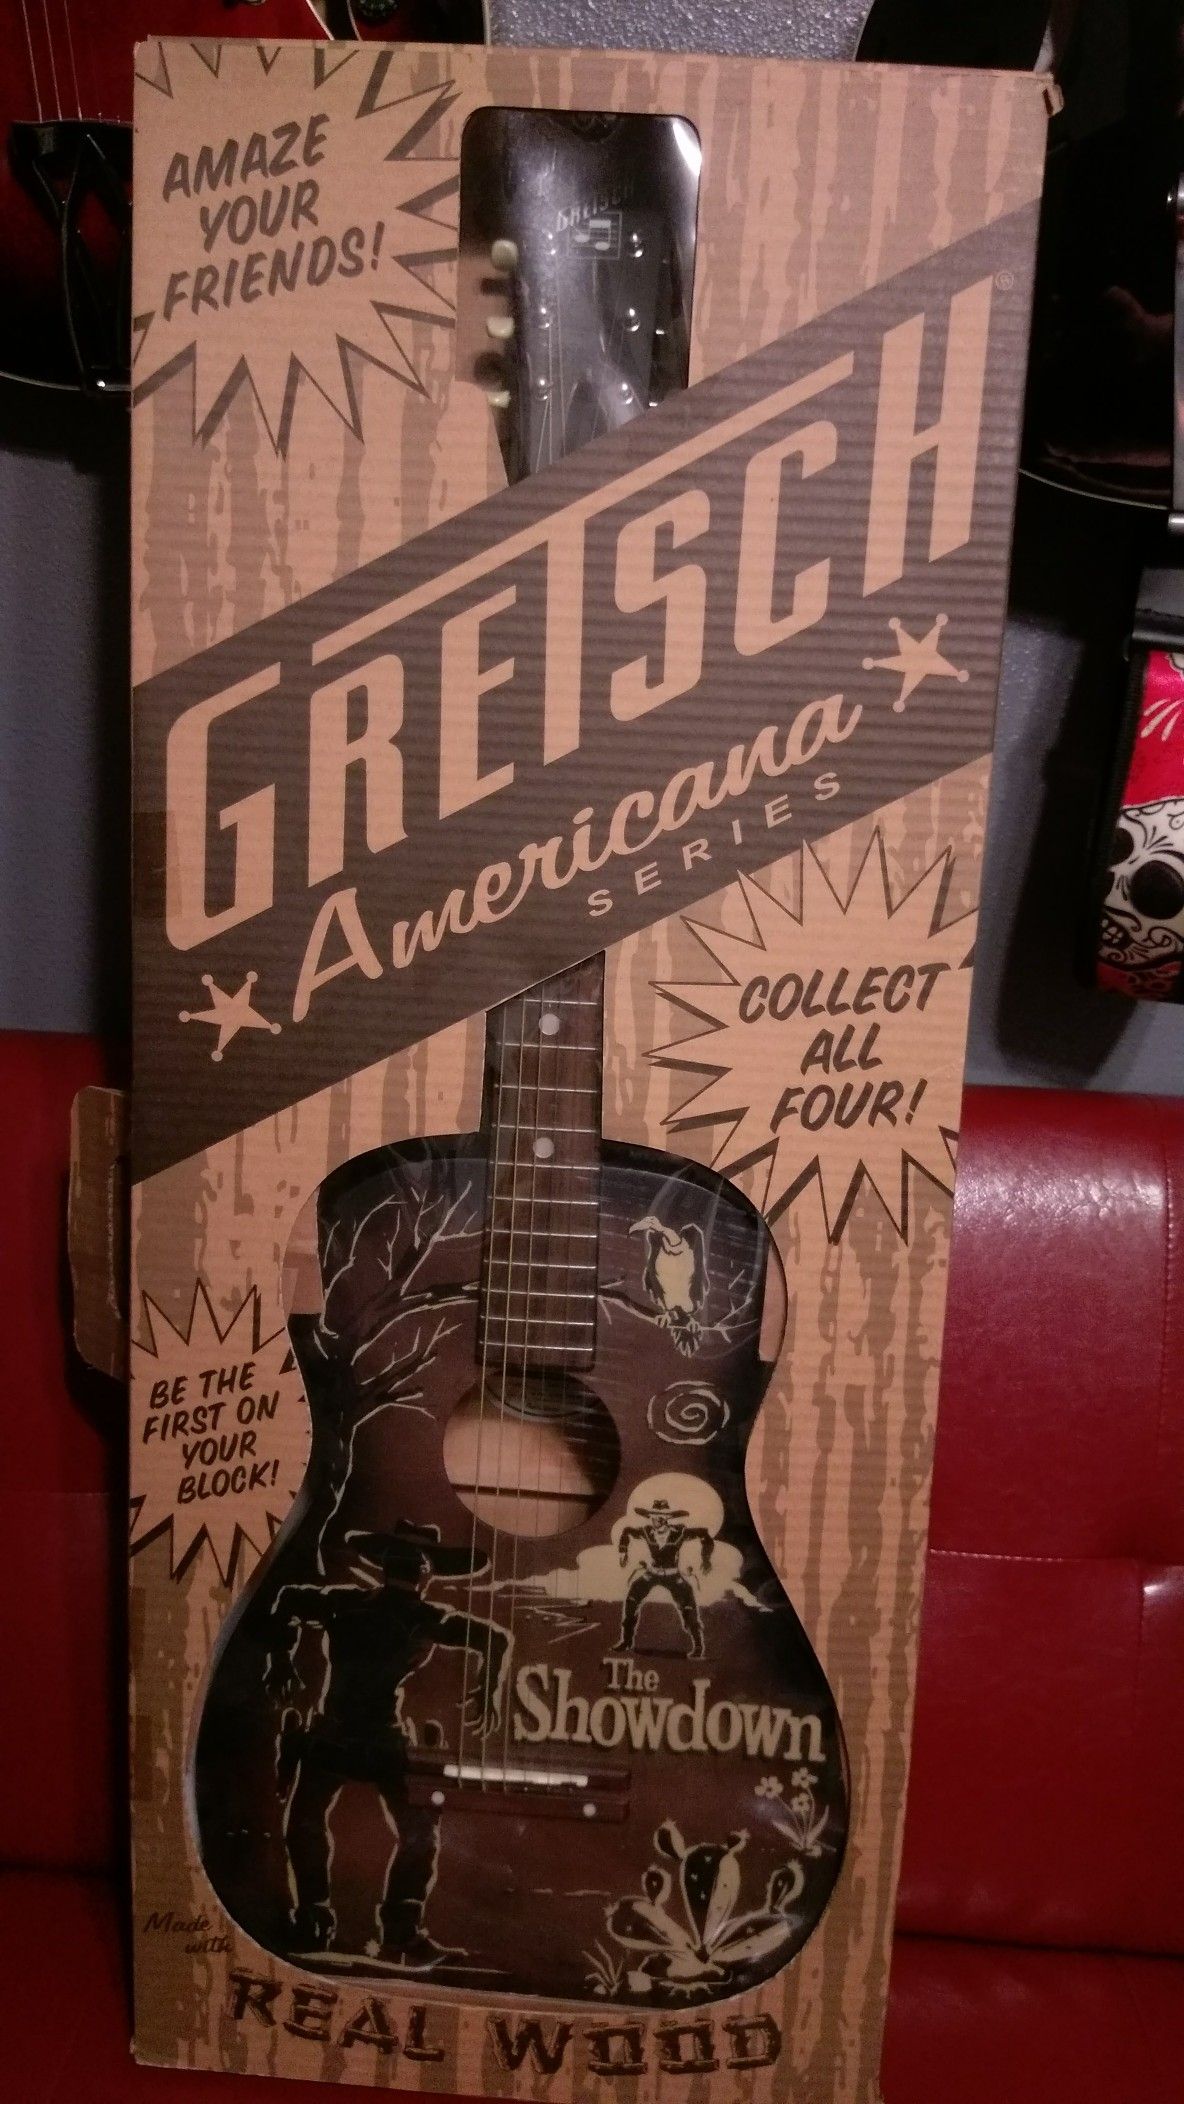 AMAZE
YOUR
FRIENDS!
GRETSCH
GRETSCH®
Americana
SERIES
COLLECT
ALL
FOUR!
BE THE
FIRST ON
YOUR
BLOCK!
The
Showdown
Made
with
REAL WOOD